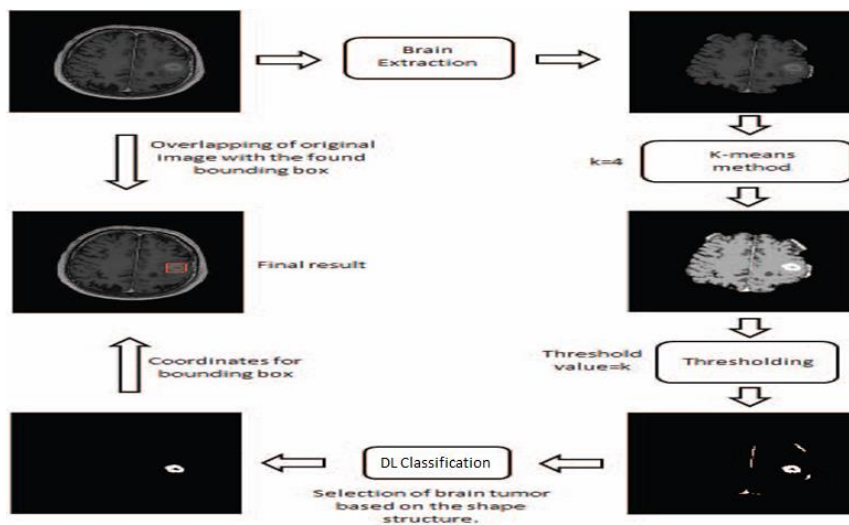 Brain
Extraction
Overlapping of original
image with the found
bounding box
k=4
K-means
method
Final result
Threshold
value=k
Thresholding
Coordinates for
bounding box
DL Classification
Selection of brain tumor
based on the shape
structure.